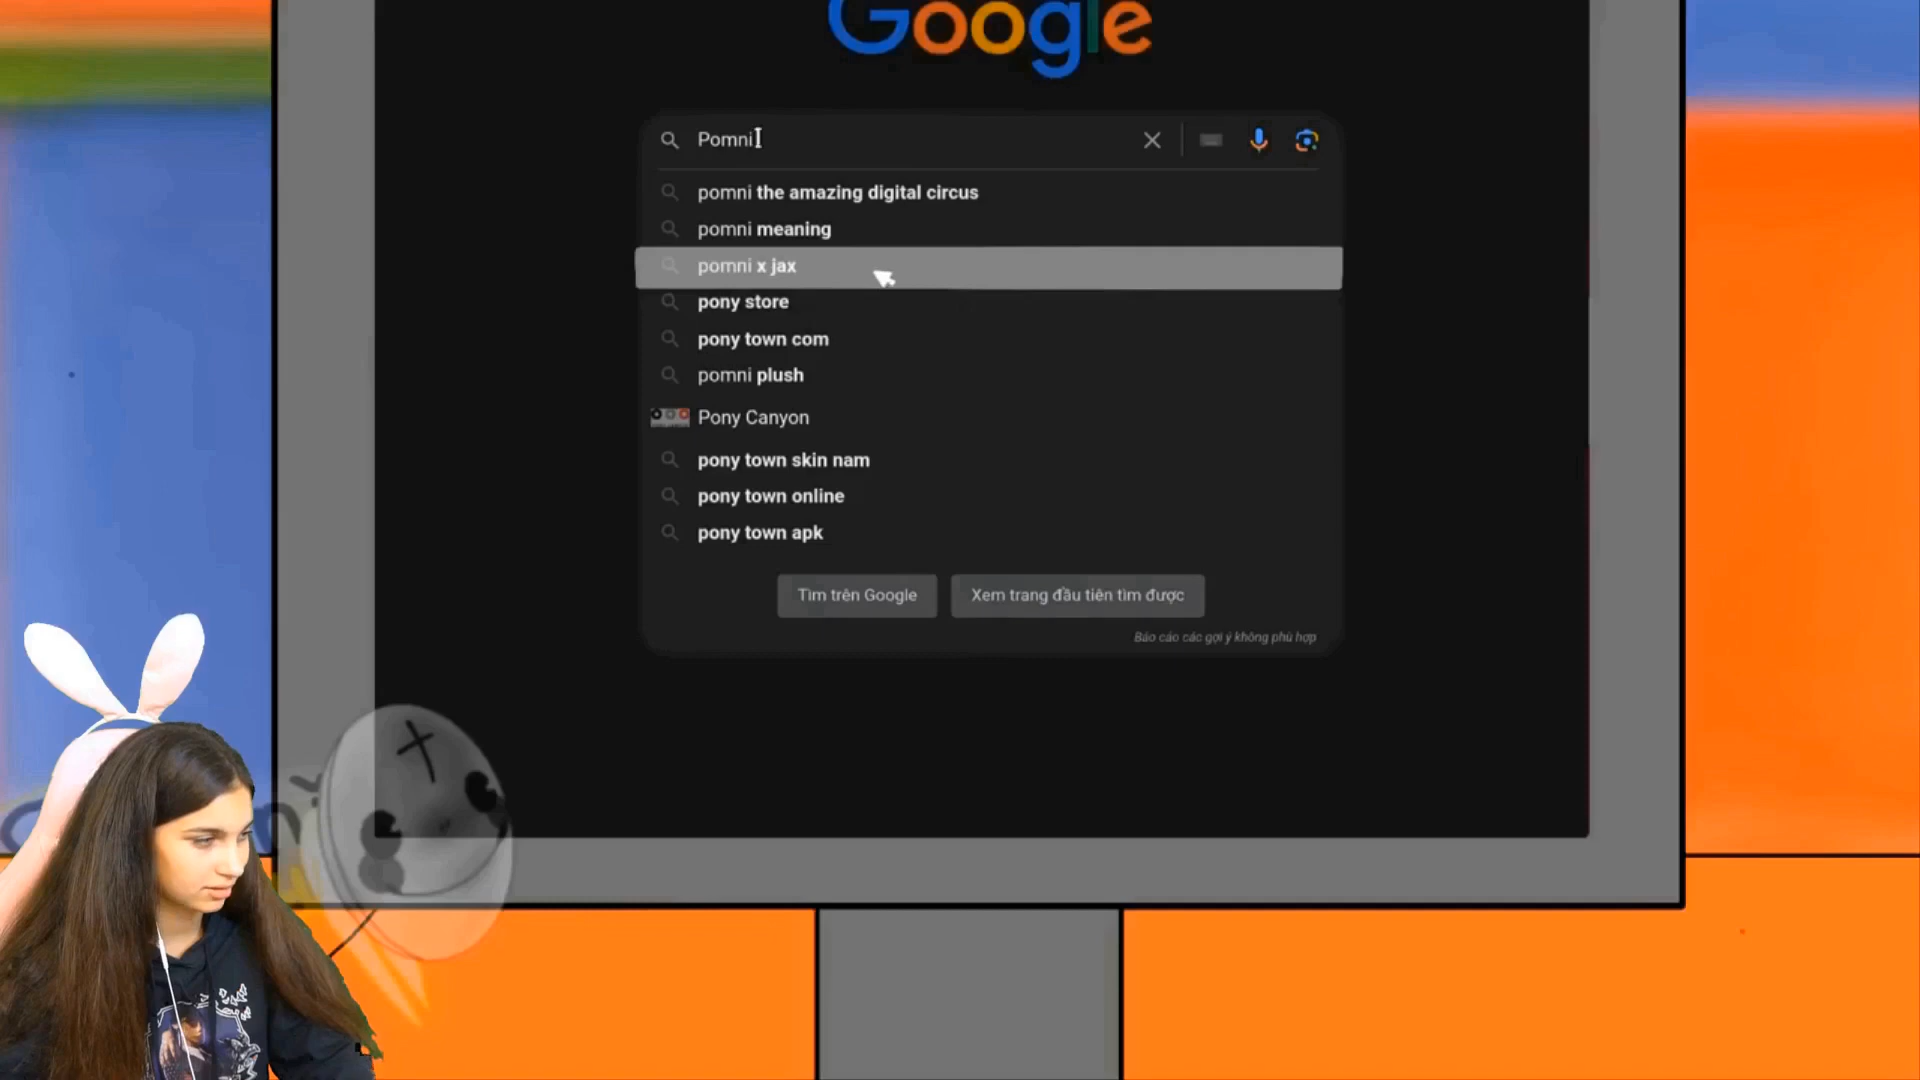 Google
Pomni
pomni the amazing digital circus
pomni meaning
pomni x jax
pony store
pony town com
pomni plush
Pony Canyon
pony town skin nam
pony town online
pony town apk
Tìm trên Google
Xem trang đầu tiên tìm được
Báo cáo các gợi ý không phù hợp